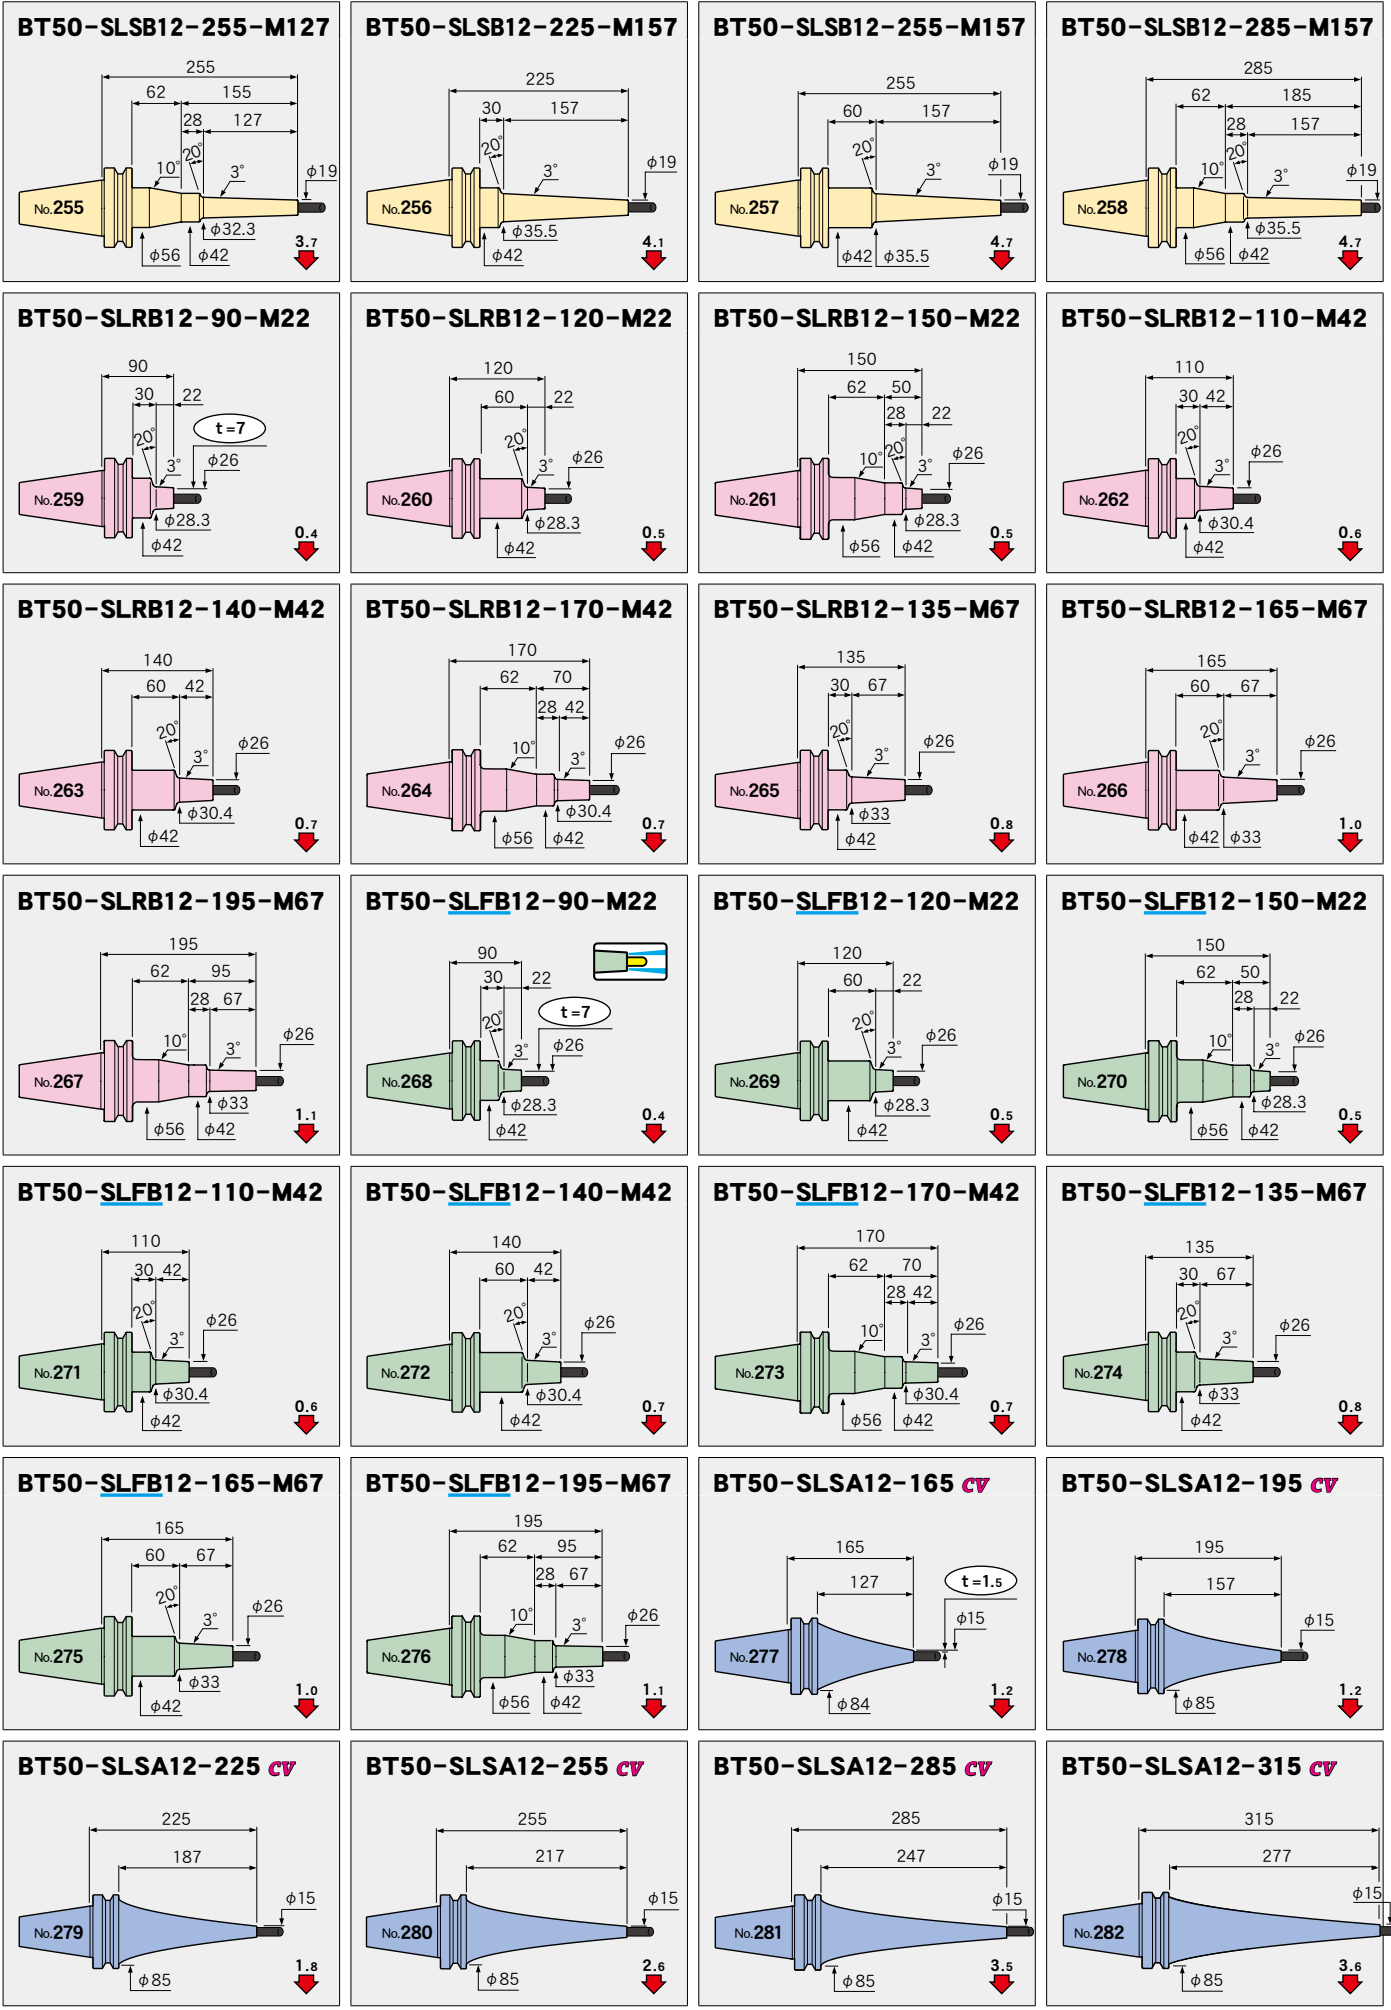 BT50-SLSB12-255-M127
255
62
155
28
127
20°
10°
3°
φ19
No.255
φ32.3
φ56
φ42
3.7
BT50-SLSB12-225-M157
225
30
157
20°
3°
φ19
No.256
φ35.5
φ42
4.1
BT50-SLSB12-255-M157
255
60
157
20°
3°
φ19
No.257
φ42
φ35.5
4.7
BT50-SLSB12-285-M157
285
62
185
28
157
20°
10°
3°
φ19
No.258
φ35.5
φ56
φ42
4.7
BT50-SLRB12-90-M22
90
30
22
t=7
20°
3°
φ26
No.259
φ28.3
φ42
0.4
BT50-SLRB12-120-M22
120
60
22
20°
3°
φ26
No.260
φ28.3
φ42
0.5
BT50-SLRB12-150-M22
150
62
50
28
22
20°
10°
3°
φ26
No.261
φ28.3
φ56
φ42
0.5
BT50-SLRB12-110-M42
110
30
42
20°
3°
φ26
No.262
φ30.4
φ42
0.6
BT50-SLRB12-140-M42
140
60
42
20°
3°
φ26
No.263
φ30.4
φ42
0.7
BT50-SLRB12-170-M42
170
62
70
28
42
10°
3°
φ26
No.264
φ30.4
φ56
φ42
0.7
BT50-SLRB12-135-M67
135
30
67
20°
3°
φ26
No.265
φ33
φ42
0.8
BT50-SLRB12-165-M67
165
60
67
20°
3°
φ26
No.266
φ42
φ33
1.0
BT50-SLRB12-195-M67
195
62
95
28
67
10°
3°
φ26
No.267
φ33
φ56
φ42
1.1
BT50-SLFB12-90-M22
90
30
22
t=7
20°
3°
φ26
No.268
φ28.3
φ42
0.4
BT50-SLFB12-120-M22
120
60
22
20°
3°
φ26
No.269
φ28.3
φ42
0.5
BT50-SLFB12-150-M22
150
62
50
28
22
10°
3°
φ26
No.270
φ28.3
φ56
φ42
0.5
BT50-SLFB12-110-M42
110
30
42
20°
3°
φ26
No.271
φ30.4
φ42
0.6
BT50-SLFB12-140-M42
140
60
42
20°
3°
φ26
No.272
φ30.4
φ42
0.7
BT50-SLFB12-170-M42
170
62
70
28
42
10°
3°
φ26
No.273
φ30.4
φ56
φ42
0.7
BT50-SLFB12-135-M67
135
30
67
20°
3°
φ26
No.274
φ33
φ42
0.8
BT50-SLFB12-165-M67
165
60
67
20°
3°
φ26
No.275
φ33
φ42
1.0
BT50-SLFB12-195-M67
195
62
95
28
67
10°
3°
φ26
No.276
φ33
φ56
φ42
1.1
BT50-SLSA12-165 CV
165
127
t=1.5
φ15
No.277
φ84
1.2
BT50-SLSA12-195 CV
195
157
φ15
No.278
φ85
1.2
BT50-SLSA12-225 CV
225
187
φ15
No.279
φ85
1.8
BT50-SLSA12-255 CV
255
217
φ15
No.280
φ85
2.6
BT50-SLSA12-285 CV
285
247
φ15
No.281
φ85
3.5
BT50-SLSA12-315 CV
315
277
φ15
No.282
φ85
3.6